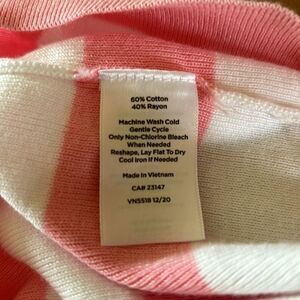 60% Cotton
40% Rayon
Machine Wash Cold
Gentle Cycle
Only Non-Chlorine Bleach
When Needed
Reshape, Lay Flat To Dry
Cool Iron If Needed
Made In Vietnam
CA# 23147
VN5518 12/20